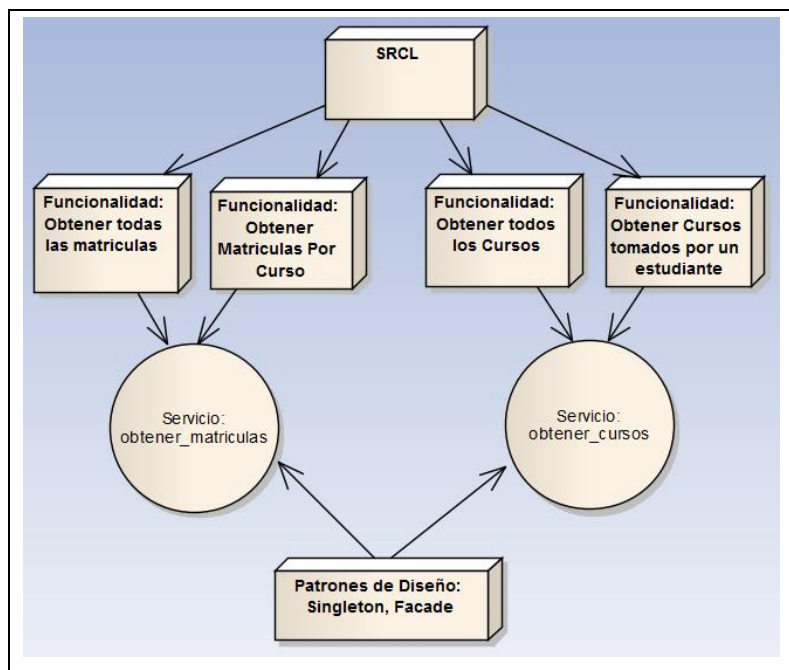 SRCL
Funcionalidad:
Obtener todas
las matriculas
Funcionalidad:
Obtener
Matriculas Por
Curso
Funcionalidad:
Obtener todos
los Cursos
Funcionalidad:
Obtener Cursos
tomados por un
estudiante
Servicio:
obtener_matriculas
Servicio:
obtener_cursos
Patrones de Diseño:
Singleton, Facade